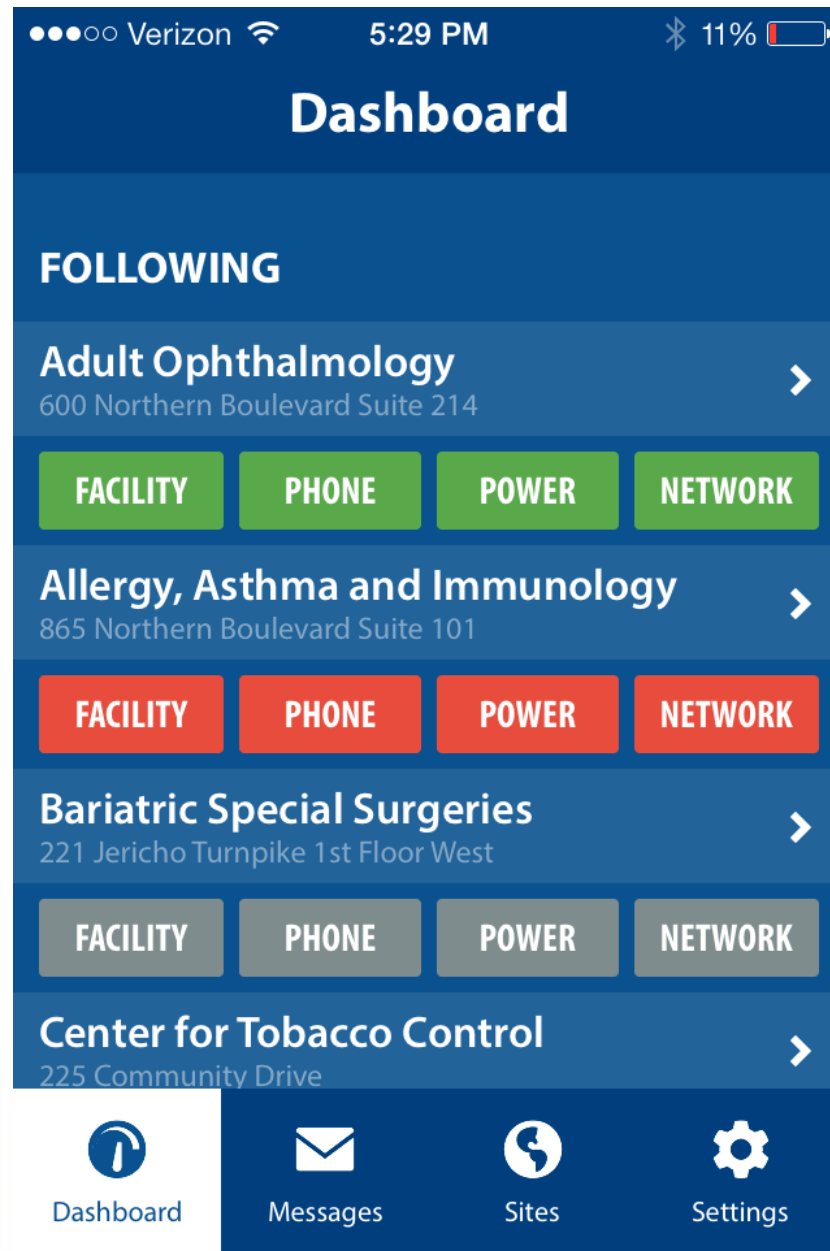 Verizon 5:29 PM 11%
Dashboard
FOLLOWING
Adult Ophthalmology
600 Northern Boulevard Suite 214
FACILITY PHONE POWER NETWORK
Allergy, Asthma and Immunology
865 Northern Boulevard Suite 101
FACILITY PHONE POWER NETWORK
Bariatric Special Surgeries
221 Jericho Turnpike 1st Floor West
FACILITY PHONE POWER NETWORK
Center for Tobacco Control
225 Community Drive
Dashboard Messages Sites Settings